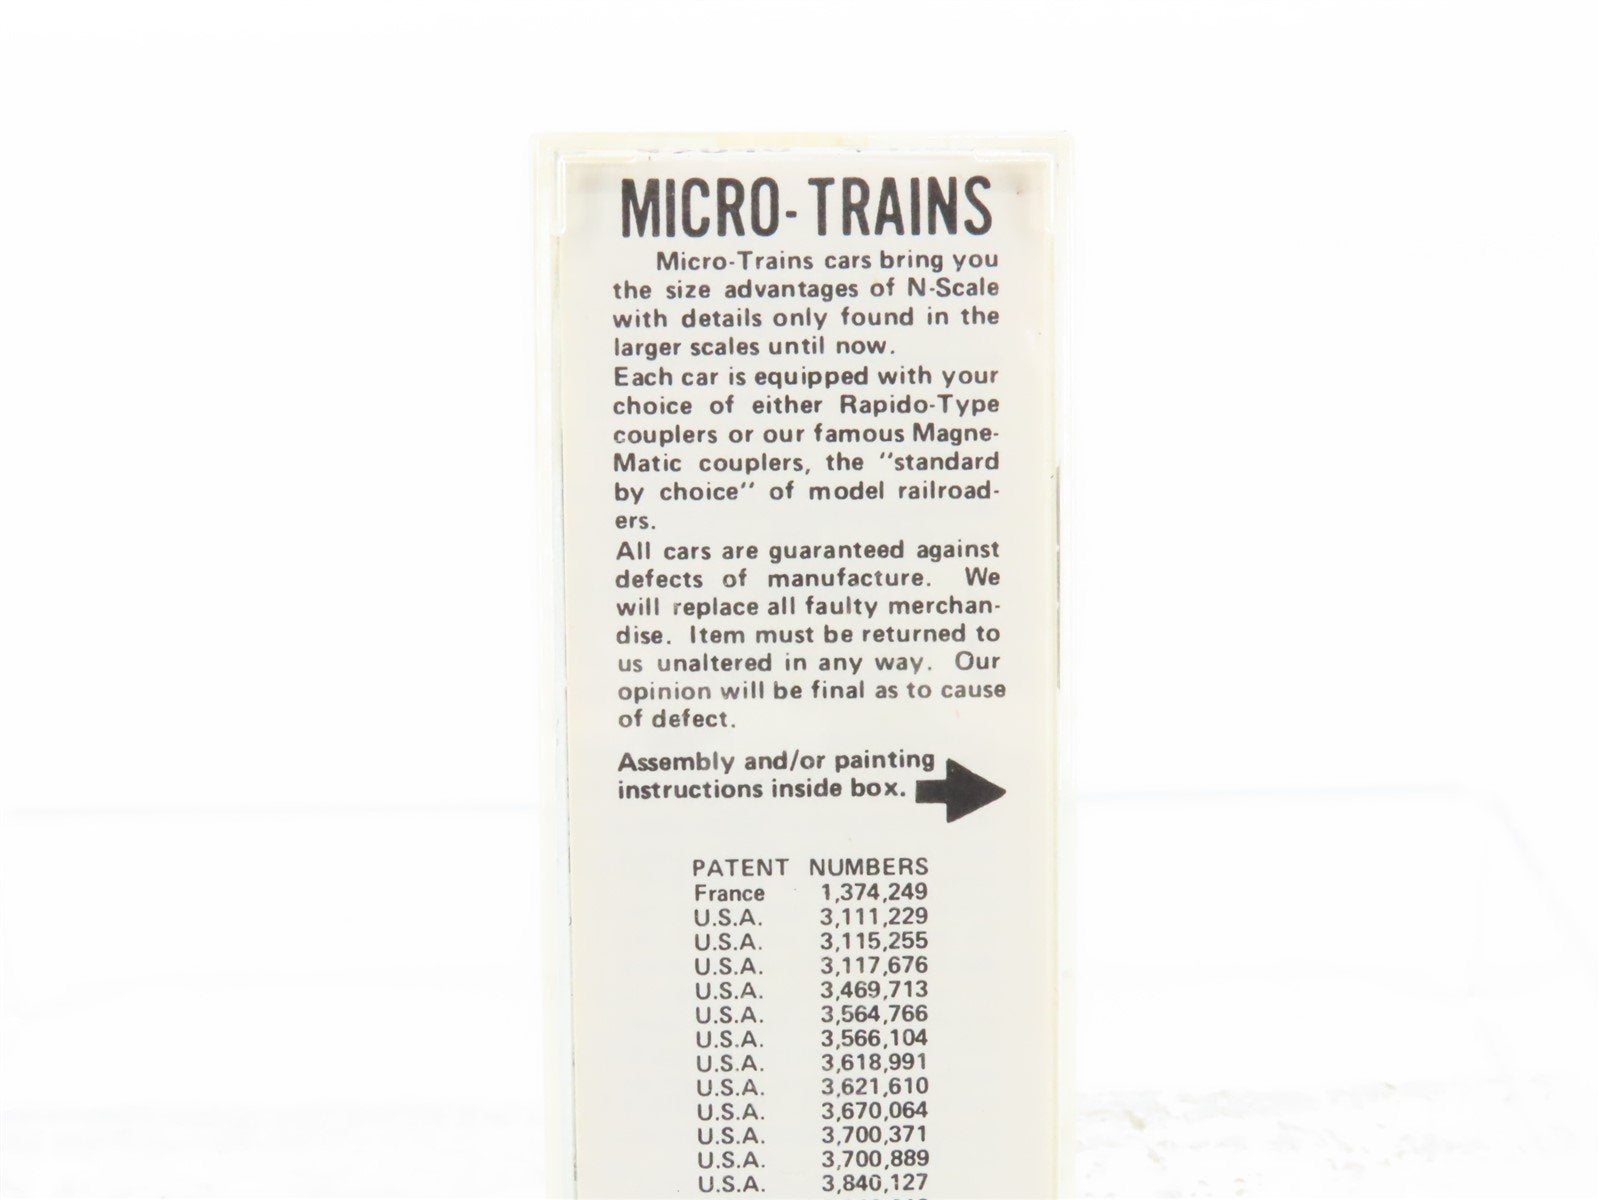 MICRO-TRAINS
Micro-Trains cars bring you
the size advantages of N-Scale
with details only found in the
larger scales until now.
Each car is equipped with your
choice of either Rapido-Type
couplers or our famous Magne-
Matic couplers, the "standard
by choice" of model railroad-
ers.
All cars are guaranteed against
defects of manufacture. We
will replace all faulty merchan-
dise. Item must be returned to
us unaltered in any way. Our
opinion will be final as to cause
of defect.
Assembly and/or painting
instructions inside box.
PATENT NUMBERS
France 1,374,249
U.S.A. 3,111,229
U.S.A. 3,115,255
U.S.A. 3,117,676
U.S.A. 3,469,713
U.S.A. 3,564,766
U.S.A. 3,566,104
U.S.A. 3,618,991
U.S.A. 3,621,610
U.S.A. 3,670,064
U.S.A. 3,700,371
U.S.A. 3,700,889
U.S.A. 3,840,127